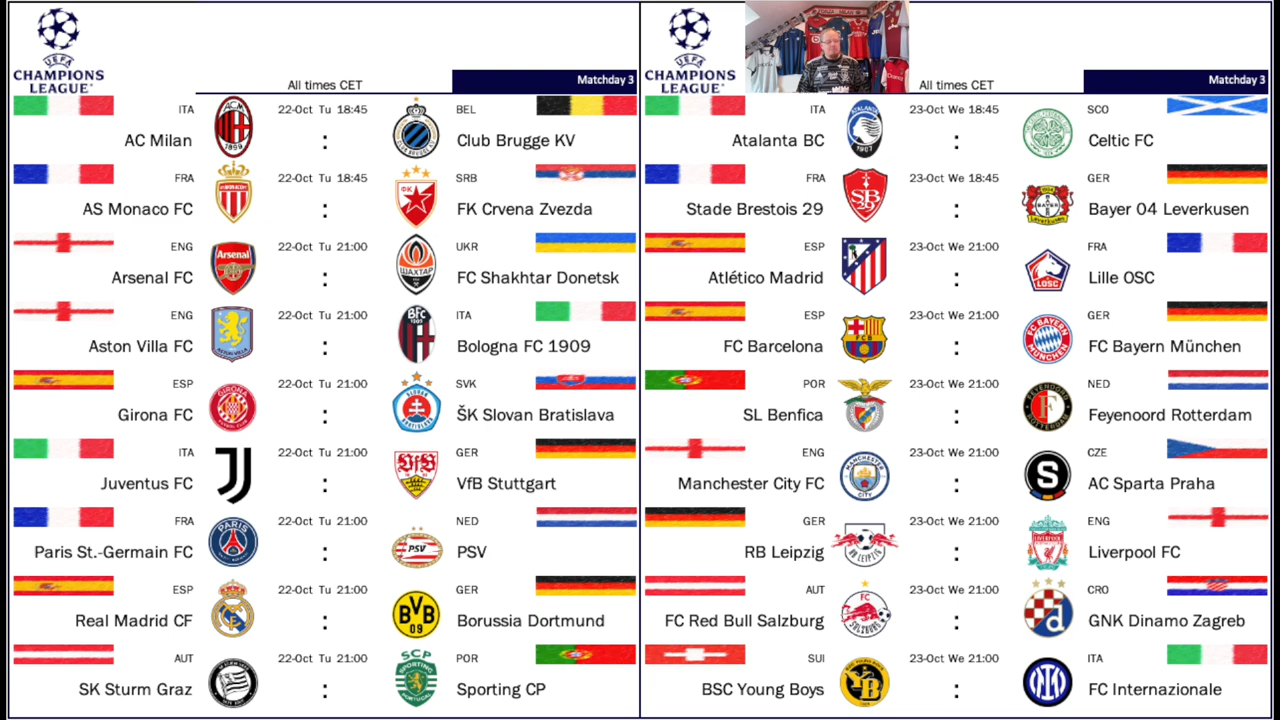 UEFA
CHAMPIONS
LEAGUE
All times CET
Matchday 3
ITA 22-Oct Tu 18:45 BEL
AC Milan : Club Brugge KV
FRA 22-Oct Tu 18:45 SRB
AS Monaco FC : FK Crvena Zvezda
ENG 22-Oct Tu 21:00 UKR
Arsenal FC : FC Shakhtar Donetsk
ENG 22-Oct Tu 21:00 ITA
Aston Villa FC : Bologna FC 1909
ESP 22-Oct Tu 21:00 SVK
Girona FC : ŠK Slovan Bratislava
ITA 22-Oct Tu 21:00 GER
Juventus FC : VfB Stuttgart
FRA 22-Oct Tu 21:00 NED
Paris St.-Germain FC : PSV
ESP 22-Oct Tu 21:00 GER
Real Madrid CF : Borussia Dortmund
AUT 22-Oct Tu 21:00 POR
SK Sturm Graz : Sporting CP
UEFA
CHAMPIONS
LEAGUE
All times CET
Matchday 3
ITA 23-Oct We 18:45 SCO
Atalanta BC : Celtic FC
FRA 23-Oct We 18:45 GER
Stade Brestois 29 : Bayer 04 Leverkusen
ESP 23-Oct We 21:00 FRA
Atlético Madrid : Lille OSC
ESP 23-Oct We 21:00 GER
FC Barcelona : FC Bayern München
POR 23-Oct We 21:00 NED
SL Benfica : Feyenoord Rotterdam
ENG 23-Oct We 21:00 CZE
Manchester City FC : AC Sparta Praha
GER 23-Oct We 21:00 ENG
RB Leipzig : Liverpool FC
AUT 23-Oct We 21:00 CRO
FC Red Bull Salzburg : GNK Dinamo Zagreb
SUI 23-Oct We 21:00 ITA
BSC Young Boys : FC Internazionale